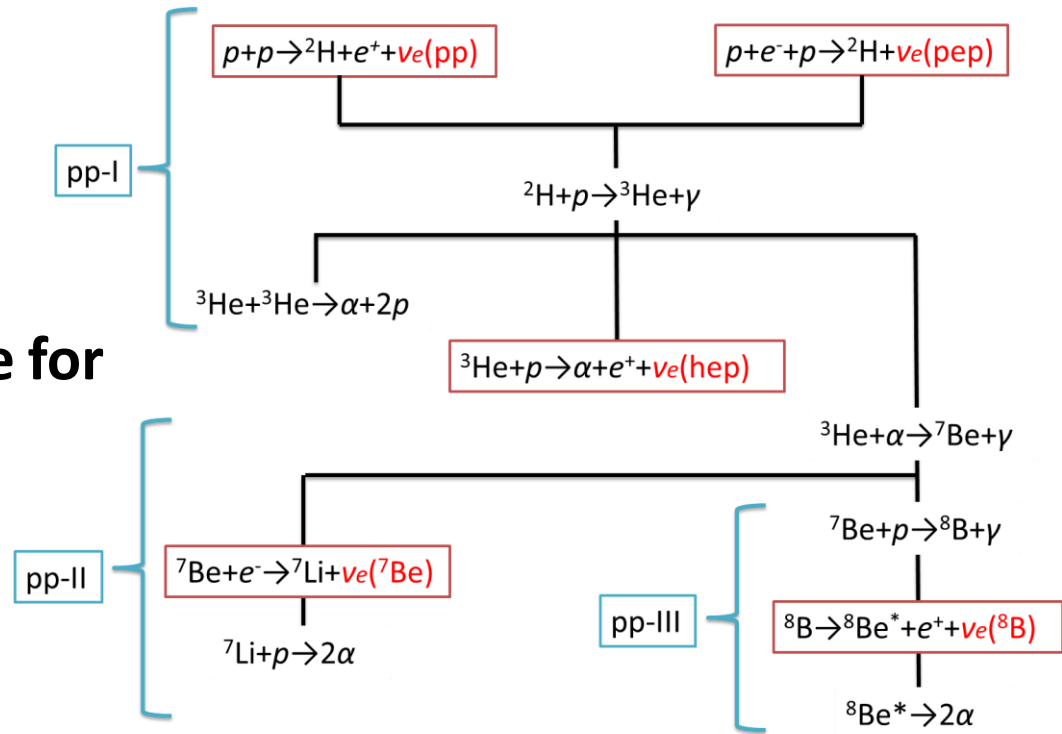 p+p→²H+e⁺+νe(pp)
p+e⁻+p→²H+νe(pep)
pp-I
²H+p→³He+γ
³He+³He→α+2p
e for
³He+p→α+e⁺+νe(hep)
³He+α→⁷Be+γ
⁷Be+p→⁸B+γ
pp-II
⁷Be+e⁻→⁷Li+νe(⁷Be)
pp-III
⁸B→⁸Be*+e⁺+νe(⁸B)
⁷Li+p→2α
⁸Be*→2α